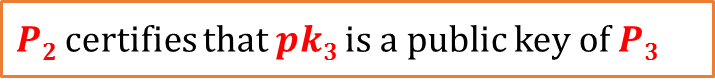 P₂ certifies that pk₃ is a public key of P₃